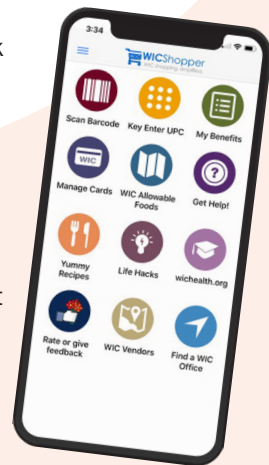 k
t
3:34
WICShopper
WIC Shopping Simplified.
Scan Barcode
Key Enter UPC
My Benefits
WIC
Manage Cards
WIC Allowable
Foods
Get Help!
Yummy
Recipes
Life Hacks
wichealth.org
Rate or give
feedback
WIC Vendors
Find a WIC
Office